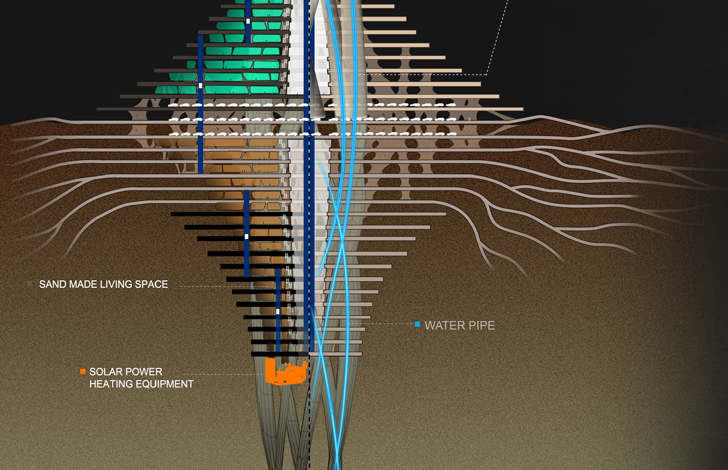 SAND MADE LIVING SPACE
WATER PIPE
SOLAR POWER
HEATING EQUIPMENT